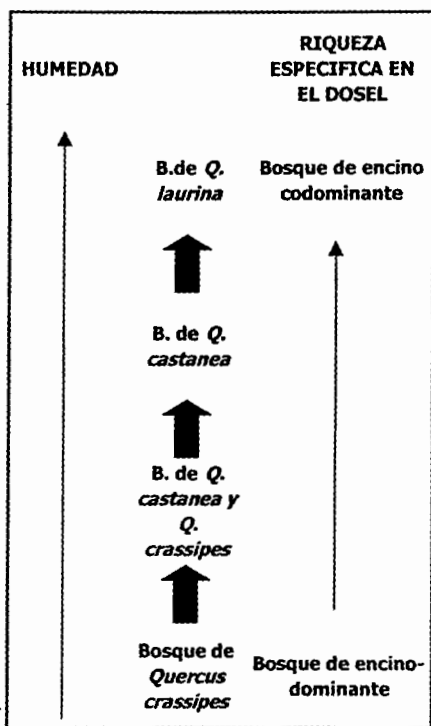 HUMEDAD
RIQUEZA
ESPECIFICA EN
EL DOSEL
B.de Q.
laurina
Bosque de encino
codominante
B. de Q.
castanea
B. de Q.
castanea y
Q.
crassipes
Bosque de
Quercus
crassipes
Bosque de encino-
dominante